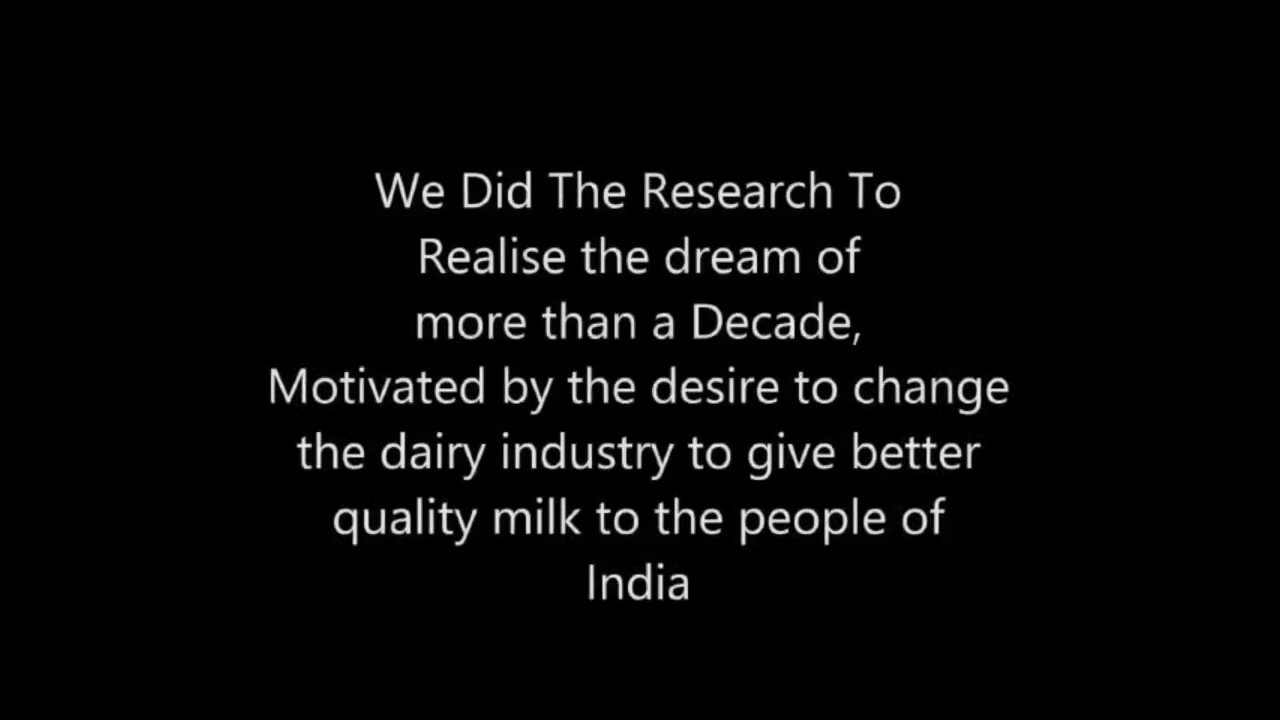 We Did The Research To
Realise the dream of
more than a Decade,
Motivated by the desire to change
the dairy industry to give better
quality milk to the people of
India